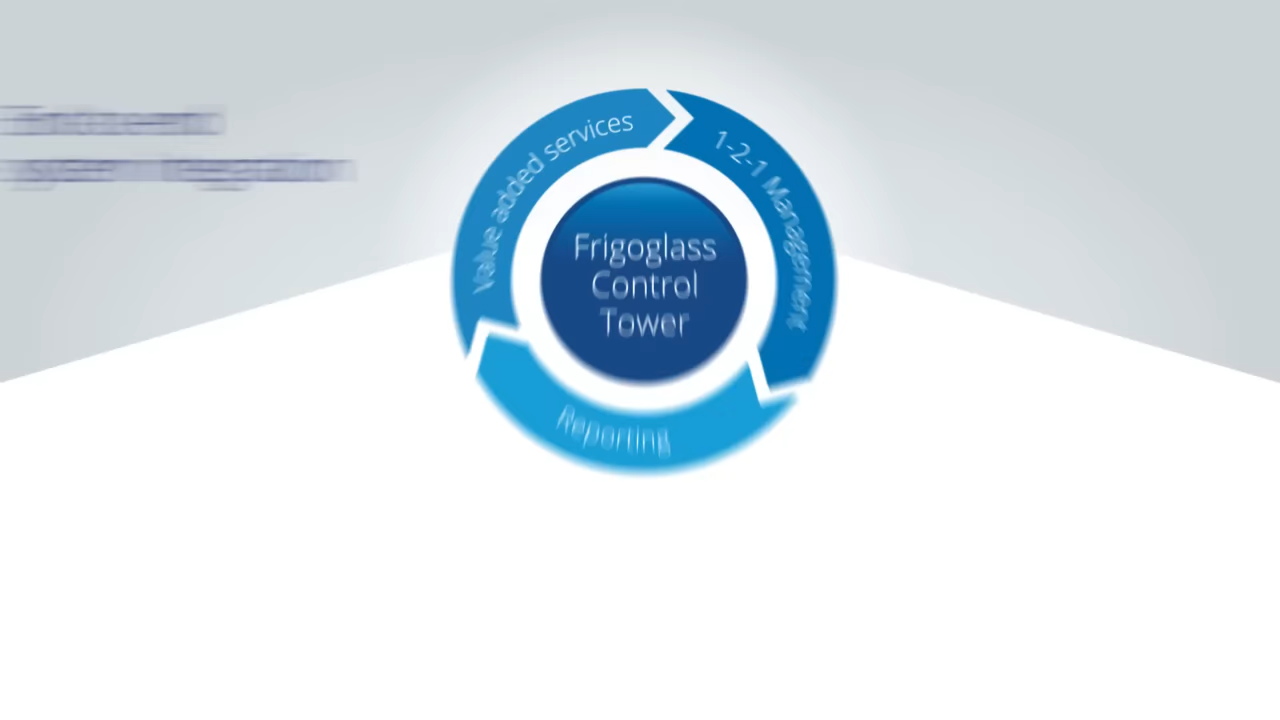 Value added services
1-2-1 Management
Frigoglass
Control
Tower
Reporting